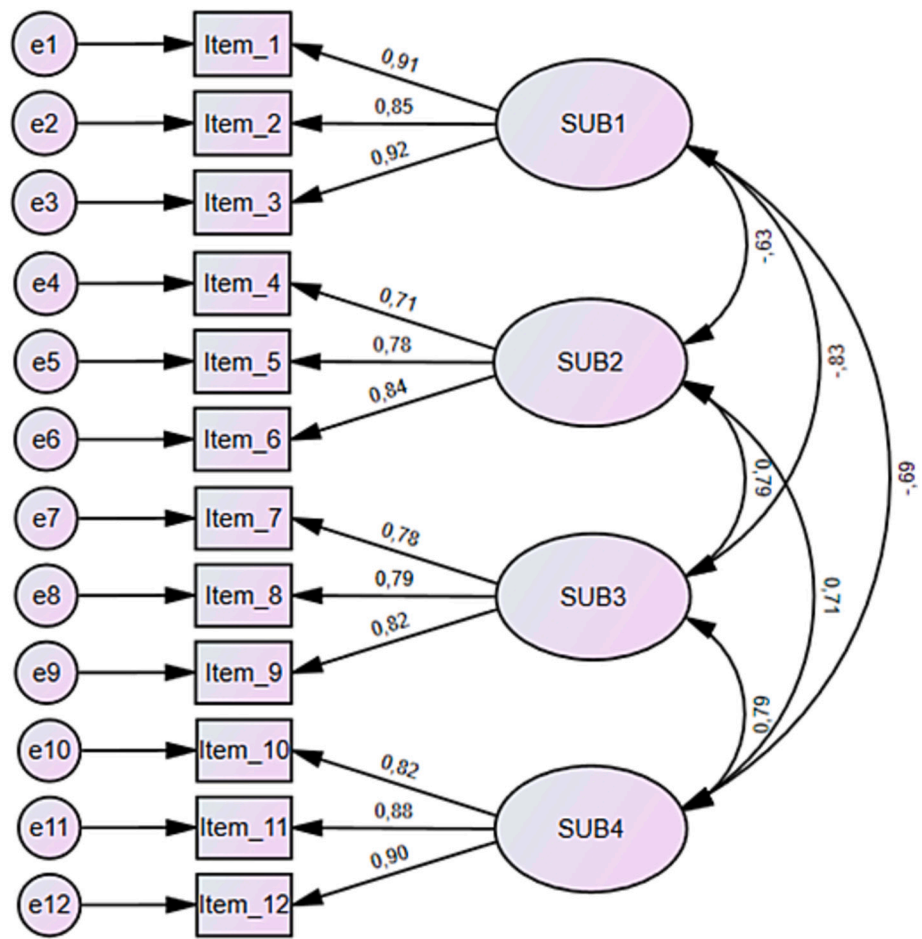 e1 Item_1 0,91
e2 Item_2 0,85 SUB1
e3 Item_3 0,92
-,63
e4 Item_4 0,71
e5 Item_5 0,78 SUB2 -,83
e6 Item_6 0,84
0,79 -,69
e7 Item_7 0,78
e8 Item_8 0,79 SUB3 0,71
e9 Item_9 0,82
0,79
e10 Item_10 0,82
e11 Item_11 0,88 SUB4
e12 Item_12 0,90